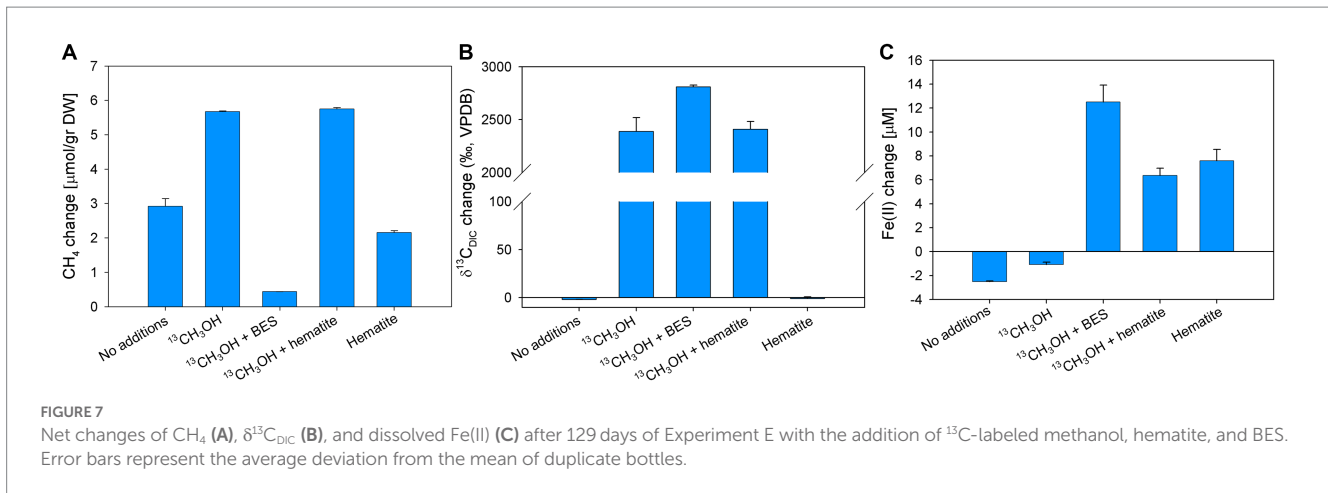 A
CH₄ change [µmol/gr DW]
7
6
5
4
3
2
1
0
No additions
¹³CH₃OH
¹³CH₃OH + BES
¹³CH₃OH + hematite
Hematite
B
δ¹³C_DIC change (‰, VPDB)
3000
2500
2000
100
50
0
No additions
¹³CH₃OH
¹³CH₃OH + BES
¹³CH₃OH + hematite
Hematite
C
Fe(II) change [µM]
16
14
12
10
8
6
4
2
0
-2
-4
No additions
¹³CH₃OH
¹³CH₃OH + BES
¹³CH₃OH + hematite
Hematite
FIGURE 7
Net changes of CH₄ (A), δ¹³C_DIC (B), and dissolved Fe(II) (C) after 129 days of Experiment E with the addition of ¹³C-labeled methanol, hematite, and BES.
Error bars represent the average deviation from the mean of duplicate bottles.